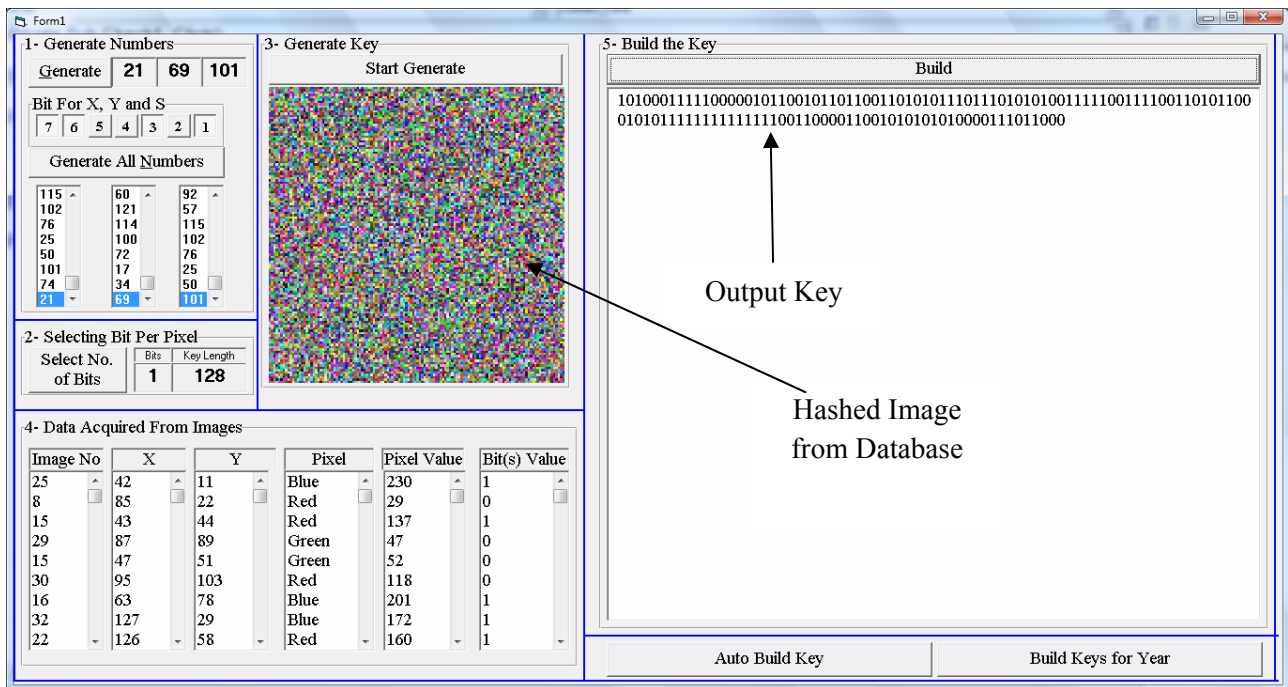 Form1
1- Generate Numbers
Generate 21 69 101
Bit For X, Y and S
7 6 5 4 3 2 1
Generate All Numbers
115 60 92
102 121 57
76 114 115
25 100 102
50 72 76
101 17 25
74 34 50
21 69 101
2- Selecting Bit Per Pixel
Select No. of Bits
Bits Key Length
1 128
3- Generate Key
Start Generate
4- Data Acquired From Images
Image No X Y Pixel Pixel Value Bit(s) Value
25 42 11 Blue 230 1
8 85 22 Red 29 0
15 43 44 Red 137 1
29 87 89 Green 47 0
15 47 51 Green 52 0
30 95 103 Red 118 0
16 63 78 Blue 201 1
32 127 29 Blue 172 1
22 126 58 Red 160 1
5- Build the Key
Build
Output Key
Hashed Image
from Database
Auto Build Key Build Keys for Year